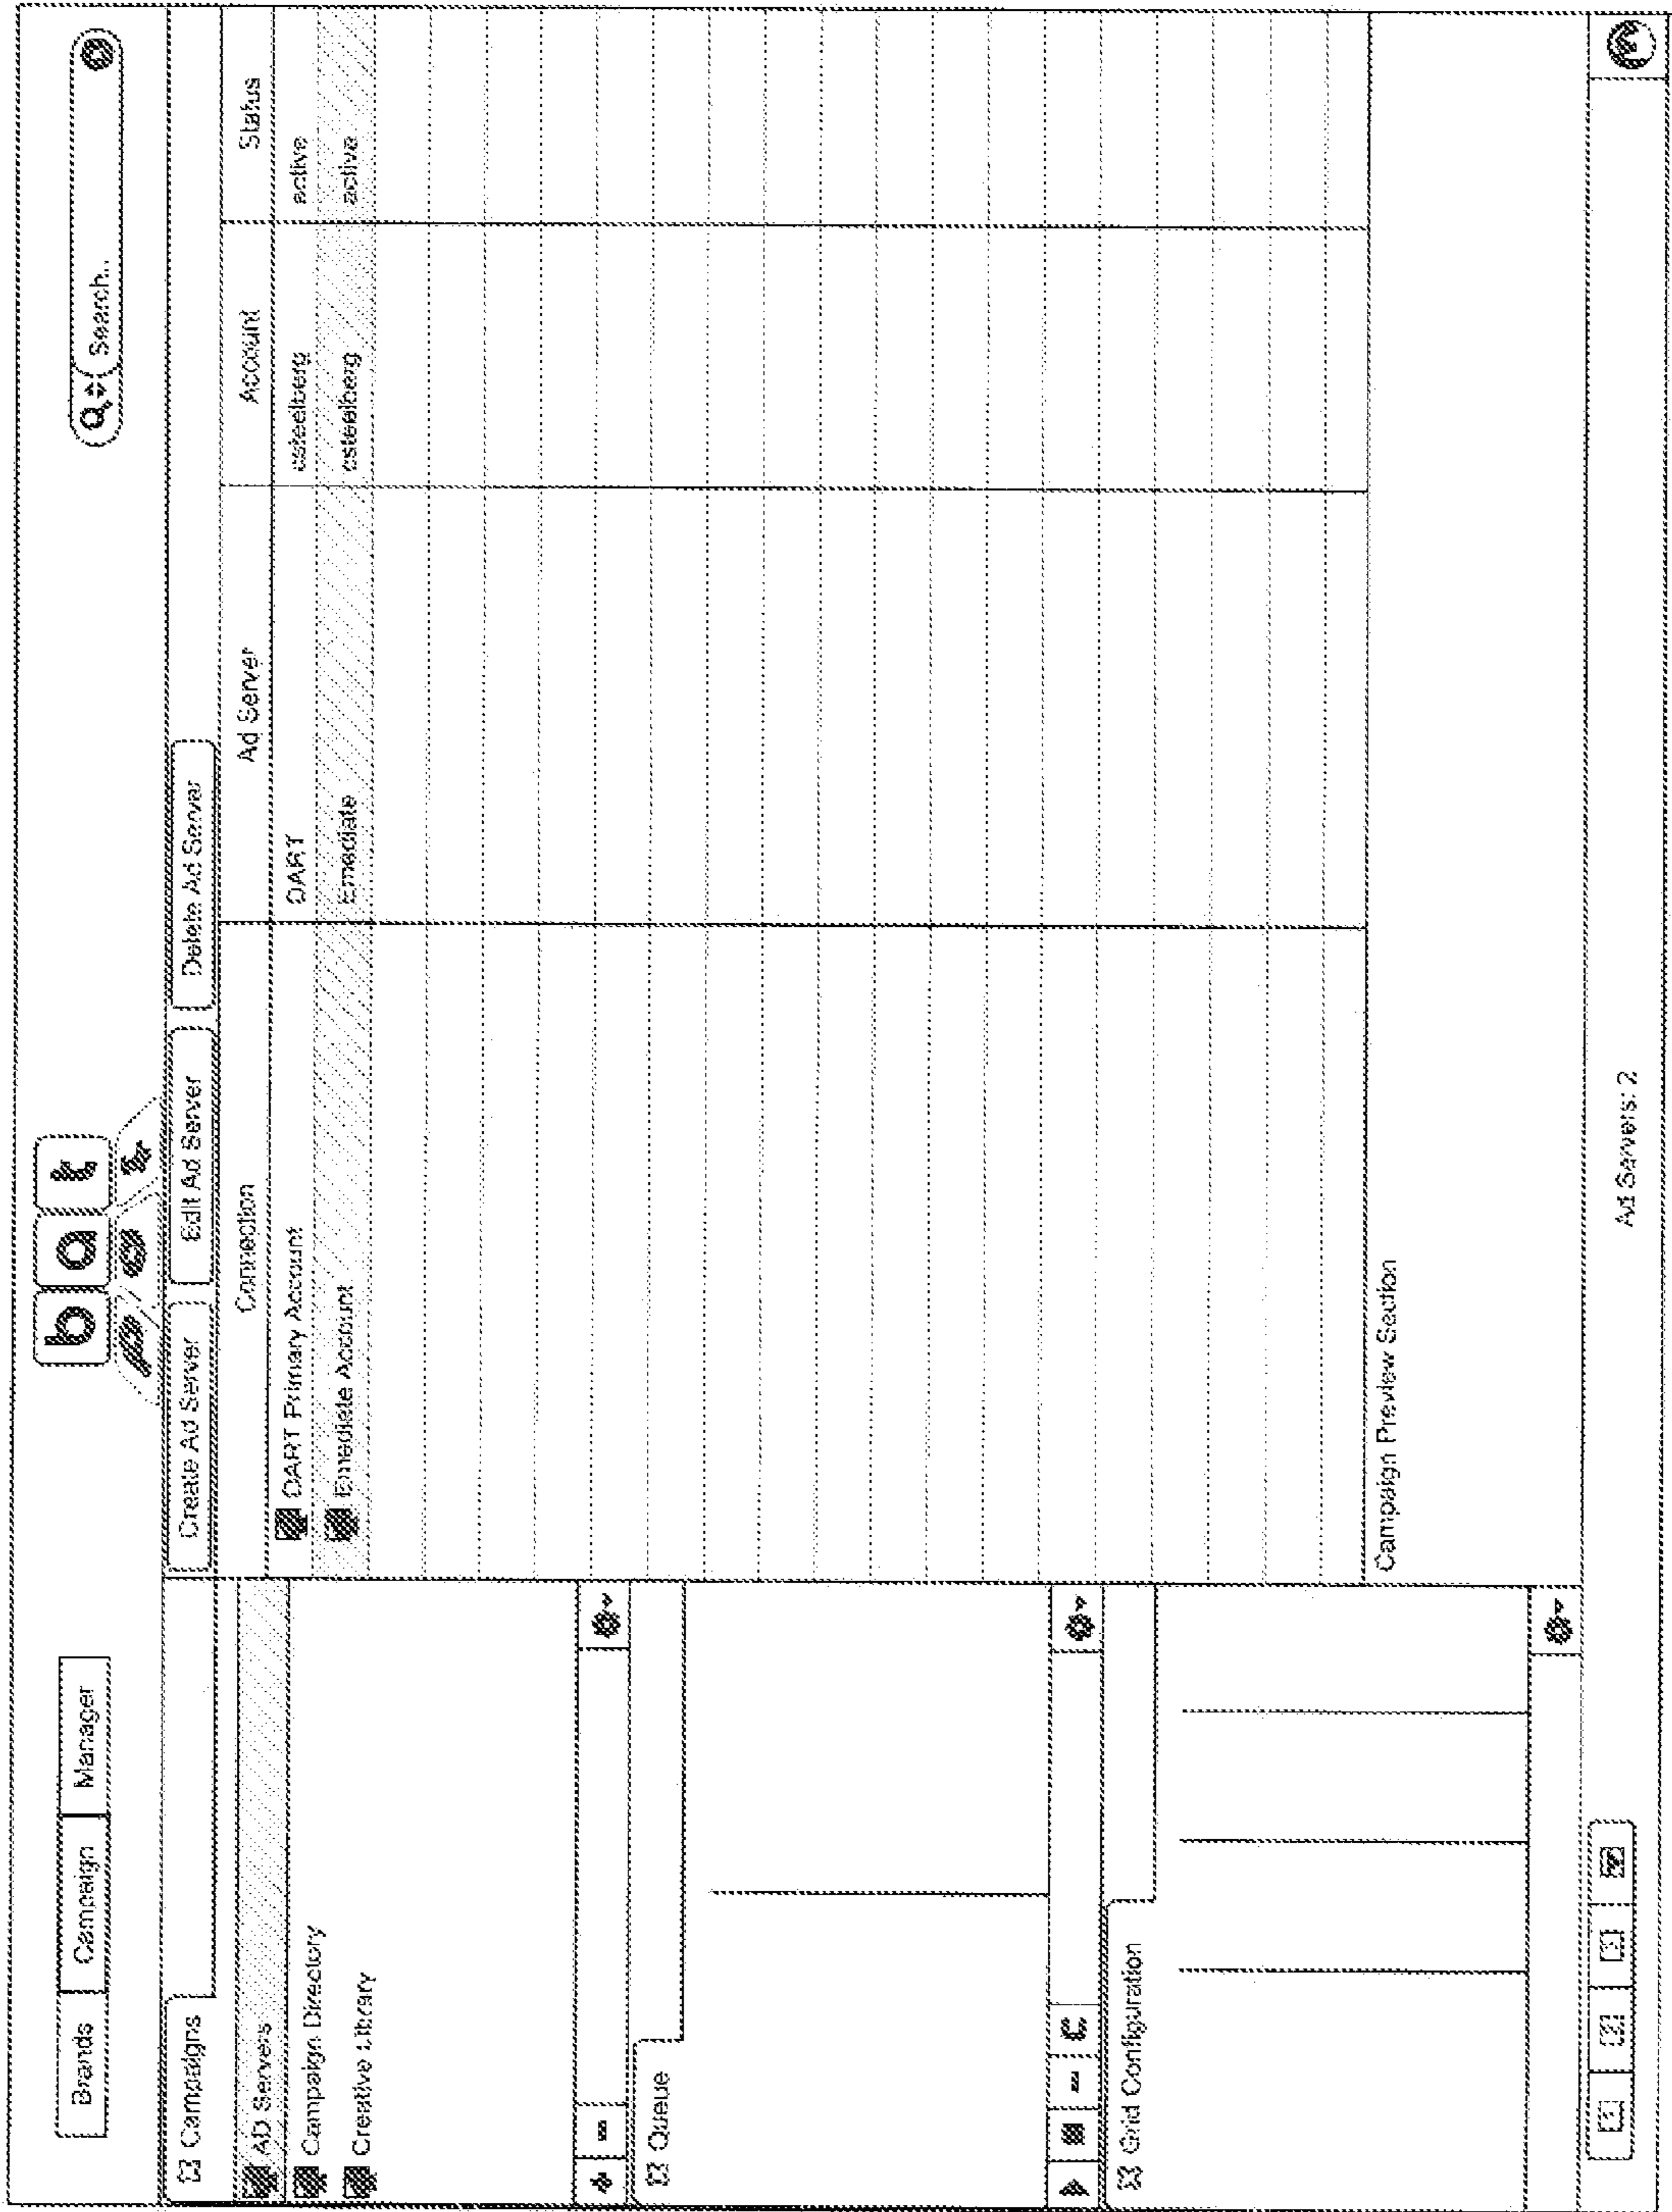 Brands Campaign Manager
bat
Search...
Campaigns
AD Servers
Campaign Directory
Creative Library
Queue
Grid Configuration
Create Ad Server Edit Ad Server Delete Ad Server
Connection Ad Server Account Status
DART Primary Account DART csteelberg active
Emediate Account Emediate csteelberg active
Campaign Preview Section
Ad Servers: 2